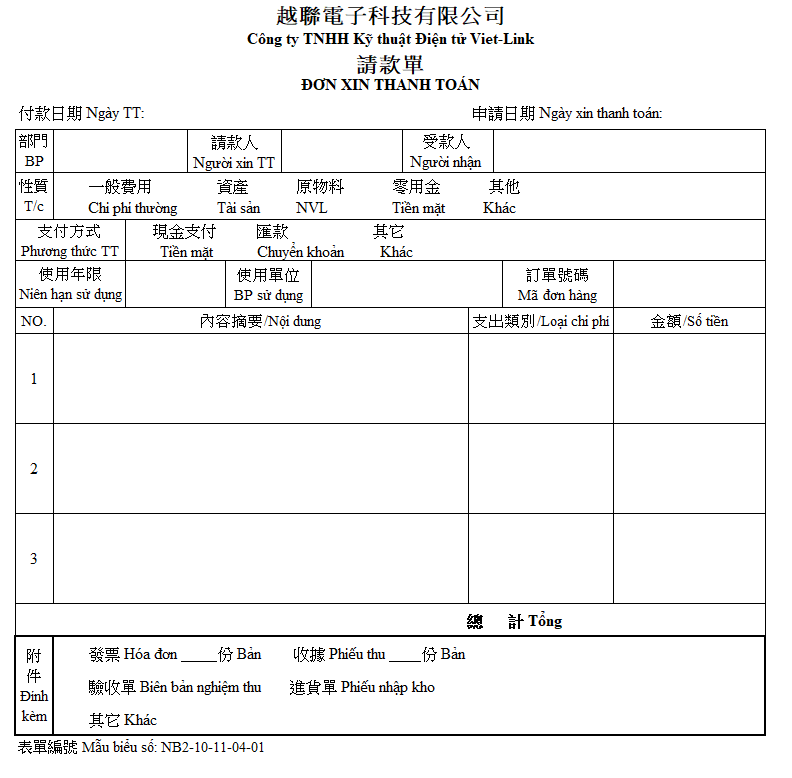 越聯電子科技有限公司
Công ty TNHH Kỹ thuật Điện tử Viet-Link
請款單
ĐƠN XIN THANH TOÁN
付款日期 Ngày TT: 申請日期 Ngày xin thanh toán:
部門 請款人 受款人
BP Người xin TT Người nhận
性質 一般費用 資產 原物料 零用金 其他
T/c Chi phi thường Tài sản NVL Tiền mặt Khác
支付方式 現金支付 匯款 其它
Phương thức TT Tiền mặt Chuyển khoản Khác
使用年限 使用單位 訂單號碼
Niên hạn sử dụng BP sử dụng Mã đơn hàng
NO. 內容摘要/Nội dung 支出類別/Loại chi phi 金額/Số tiền
1
2
3
總 計 Tổng
附 發票 Hóa đơn _____份 Bản 收據 Phiếu thu ____份 Bản
件
Đinh 驗收單 Biên bản nghiệm thu 進貨單 Phiếu nhập kho
kèm 其它 Khác
表單編號 Mẫu biểu số: NB2-10-11-04-01